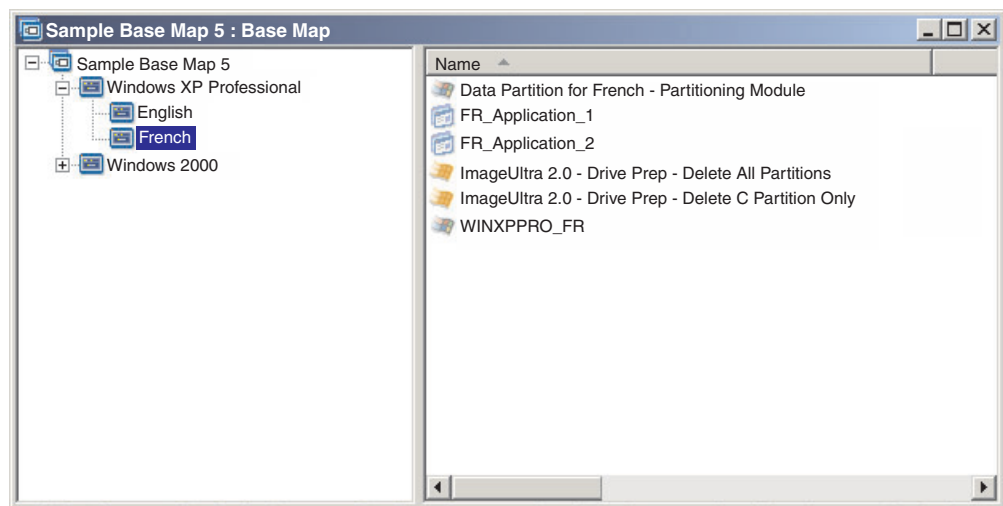 Sample Base Map 5 : Base Map
Sample Base Map 5
Windows XP Professional
English
French
Windows 2000
Name
Data Partition for French - Partitioning Module
FR_Application_1
FR_Application_2
ImageUltra 2.0 - Drive Prep - Delete All Partitions
ImageUltra 2.0 - Drive Prep - Delete C Partition Only
WINXPPRO_FR